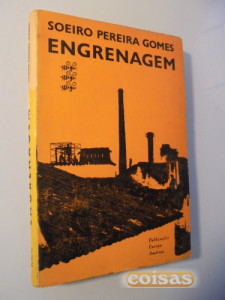 SOEIRO PEREIRA GOMES
ENGRENAGEM
Publicações
Europa
América
coisas